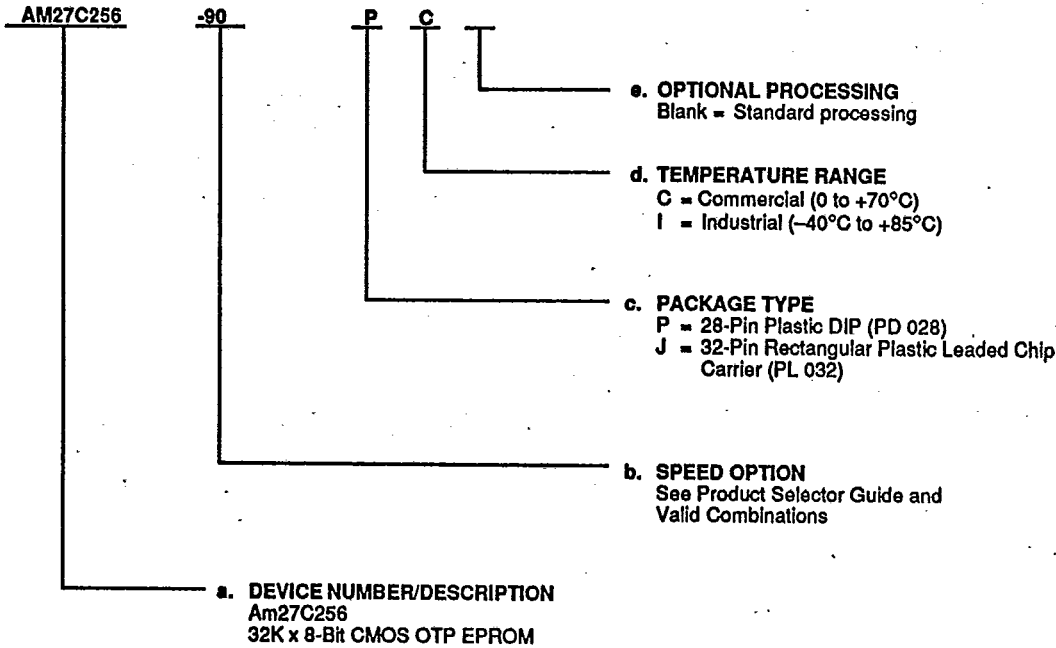 AM27C256 -90 P C
e. OPTIONAL PROCESSING
Blank = Standard processing
d. TEMPERATURE RANGE
C = Commercial (0 to +70°C)
I = Industrial (–40°C to +85°C)
c. PACKAGE TYPE
P = 28-Pin Plastic DIP (PD 028)
J = 32-Pin Rectangular Plastic Leaded Chip
Carrier (PL 032)
b. SPEED OPTION
See Product Selector Guide and
Valid Combinations
a. DEVICE NUMBER/DESCRIPTION
Am27C256
32K x 8-Bit CMOS OTP EPROM